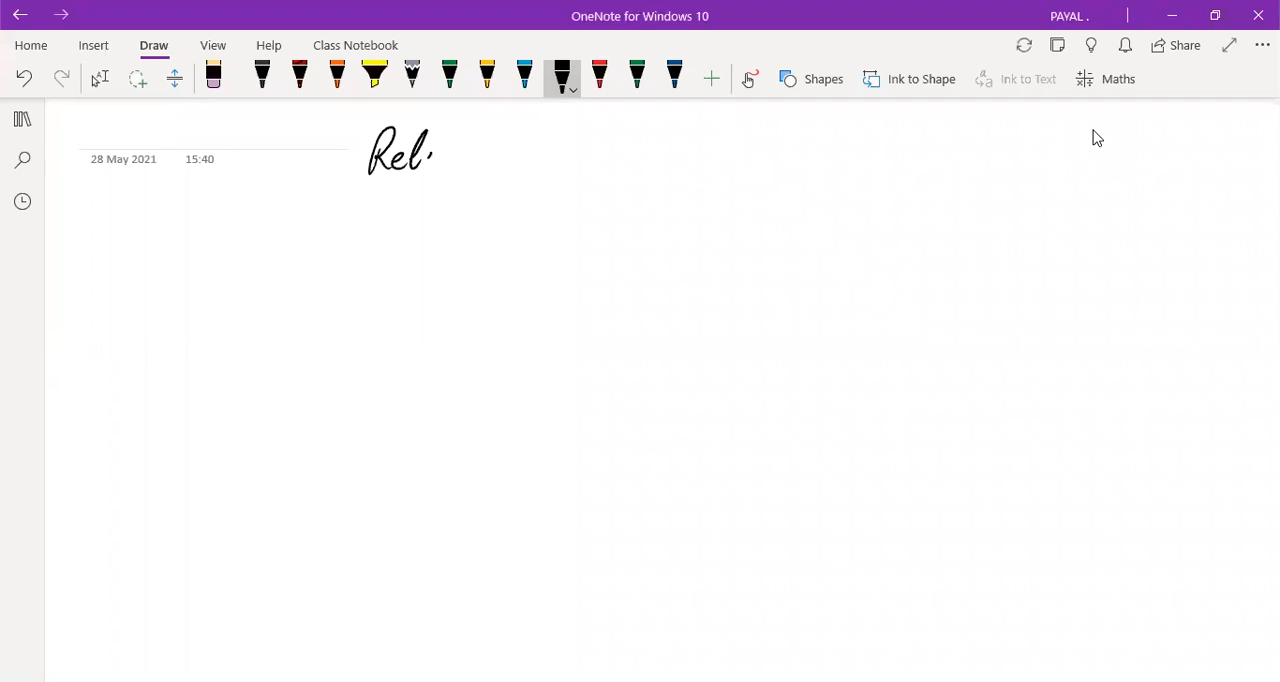 OneNote for Windows 10
PAYAL .
Home Insert Draw View Help Class Notebook
Share
Shapes Ink to Shape Ink to Text Maths
28 May 2021 15:40
Rel